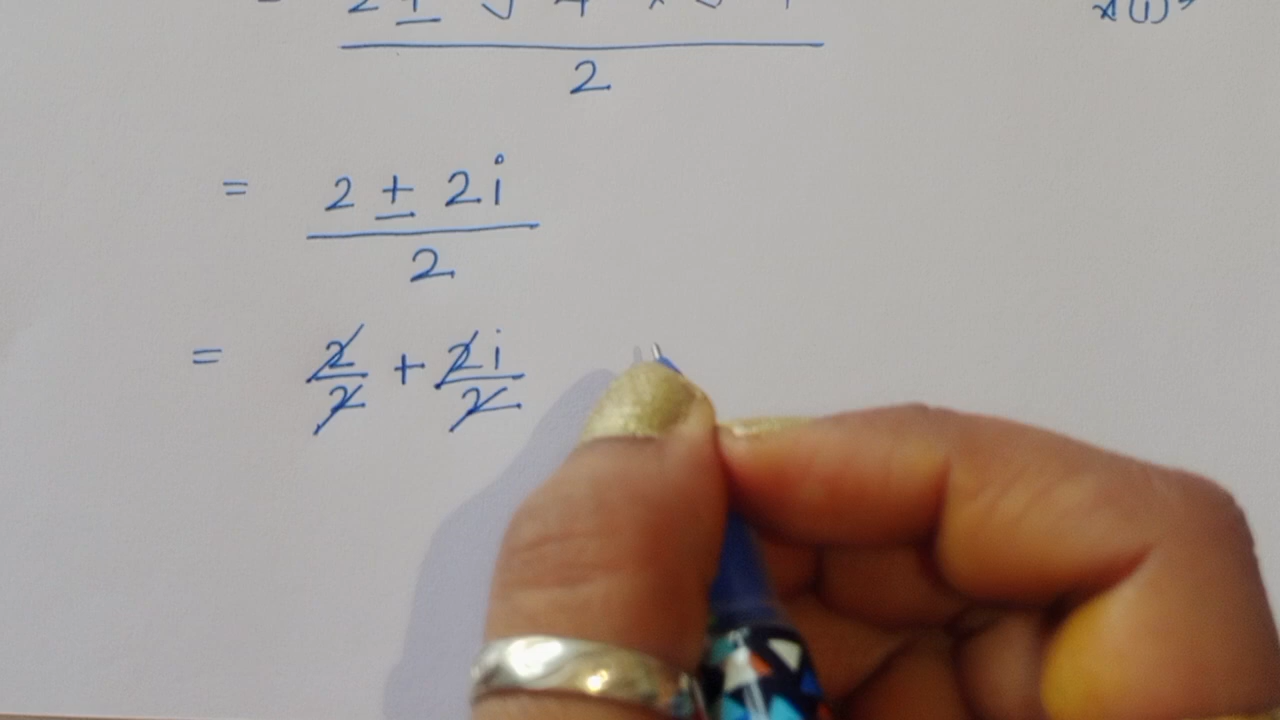 2
= 2 ± 2i
2
= 2/2 + 2i/2